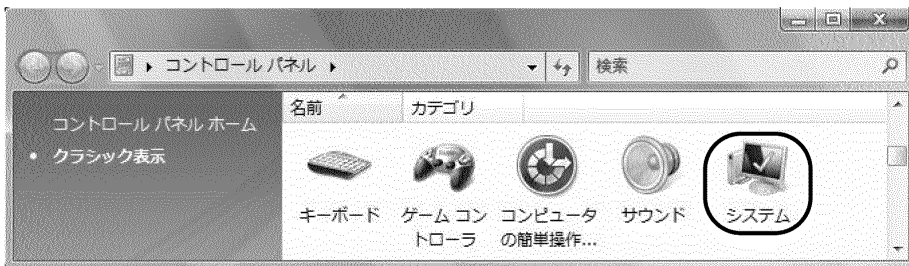 コントロール パネル
検索
コントロール パネル ホーム
クラシック表示
名前 カテゴリ
キーボード
ゲーム コン
トローラ
コンピュータ
の簡単操作...
サウンド
システム